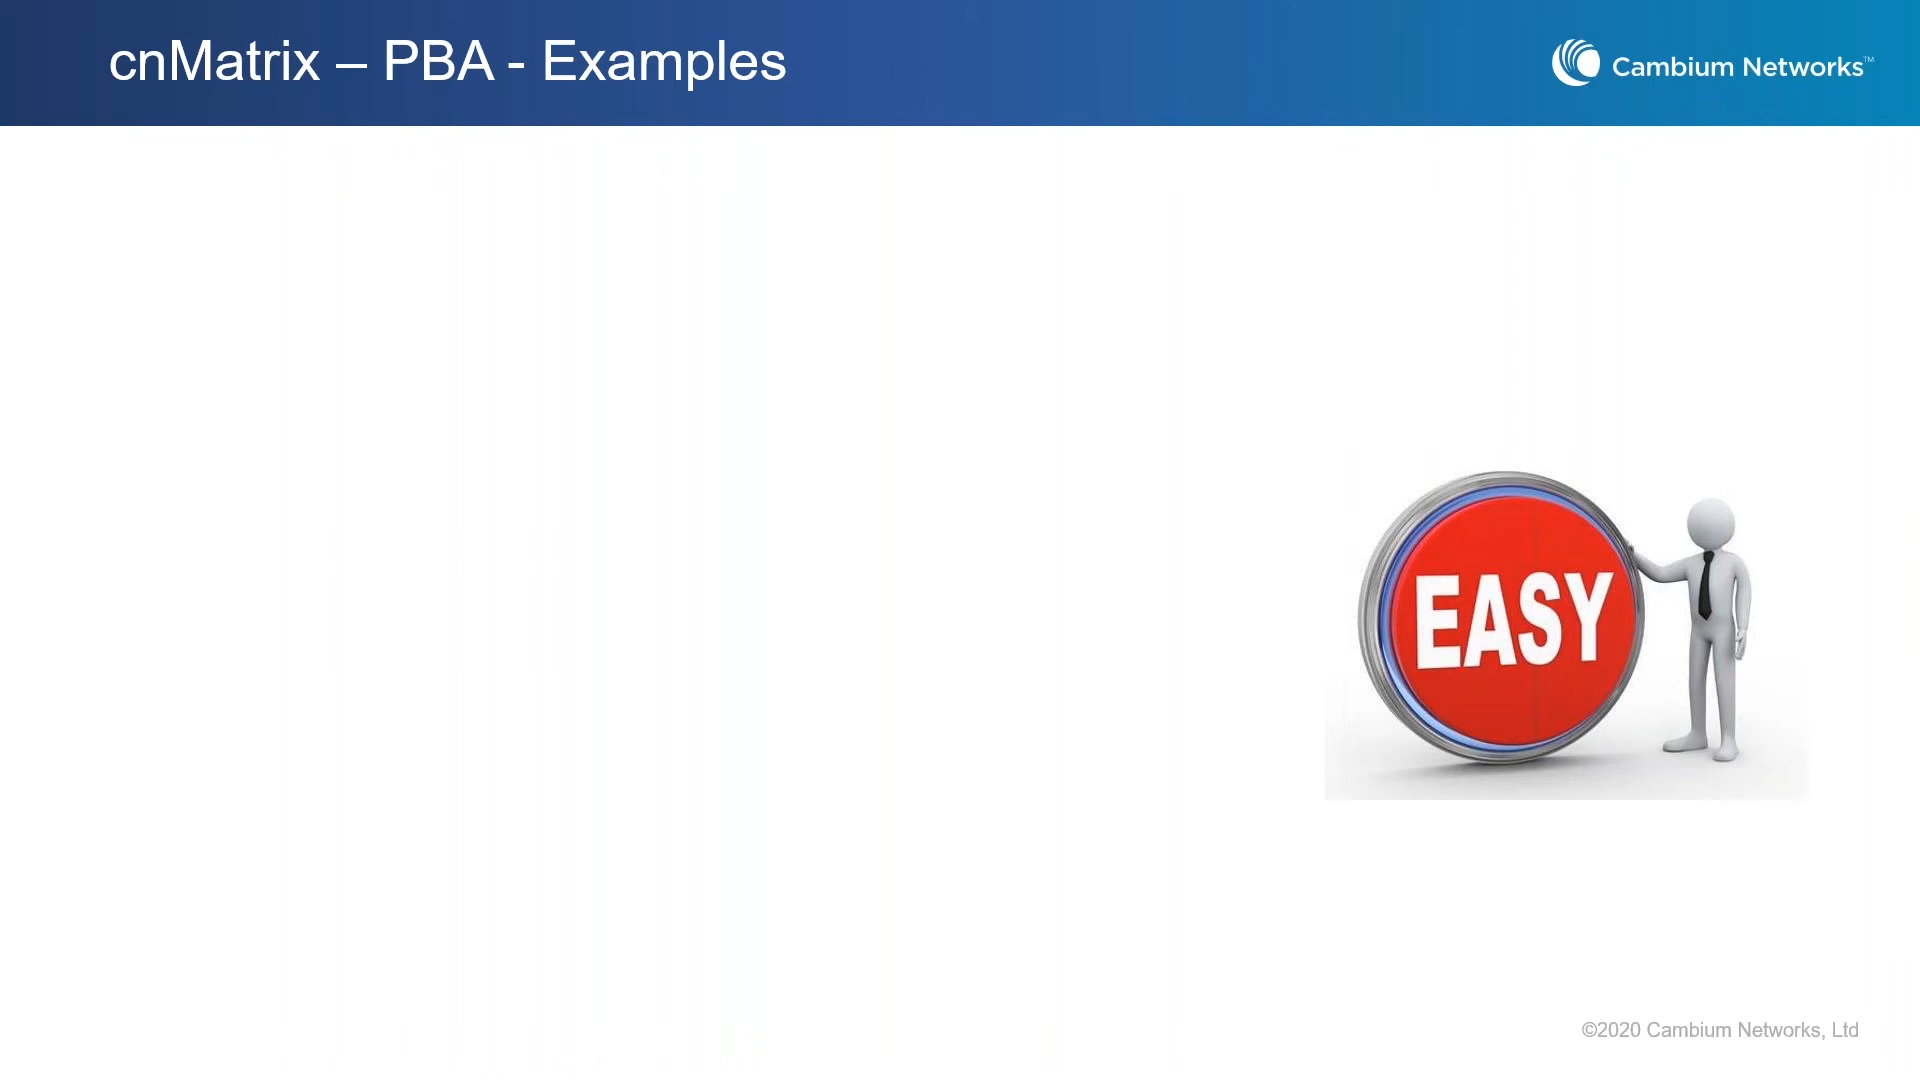 cnMatrix – PBA - Examples
Cambium Networks™
EASY
©2020 Cambium Networks, Ltd